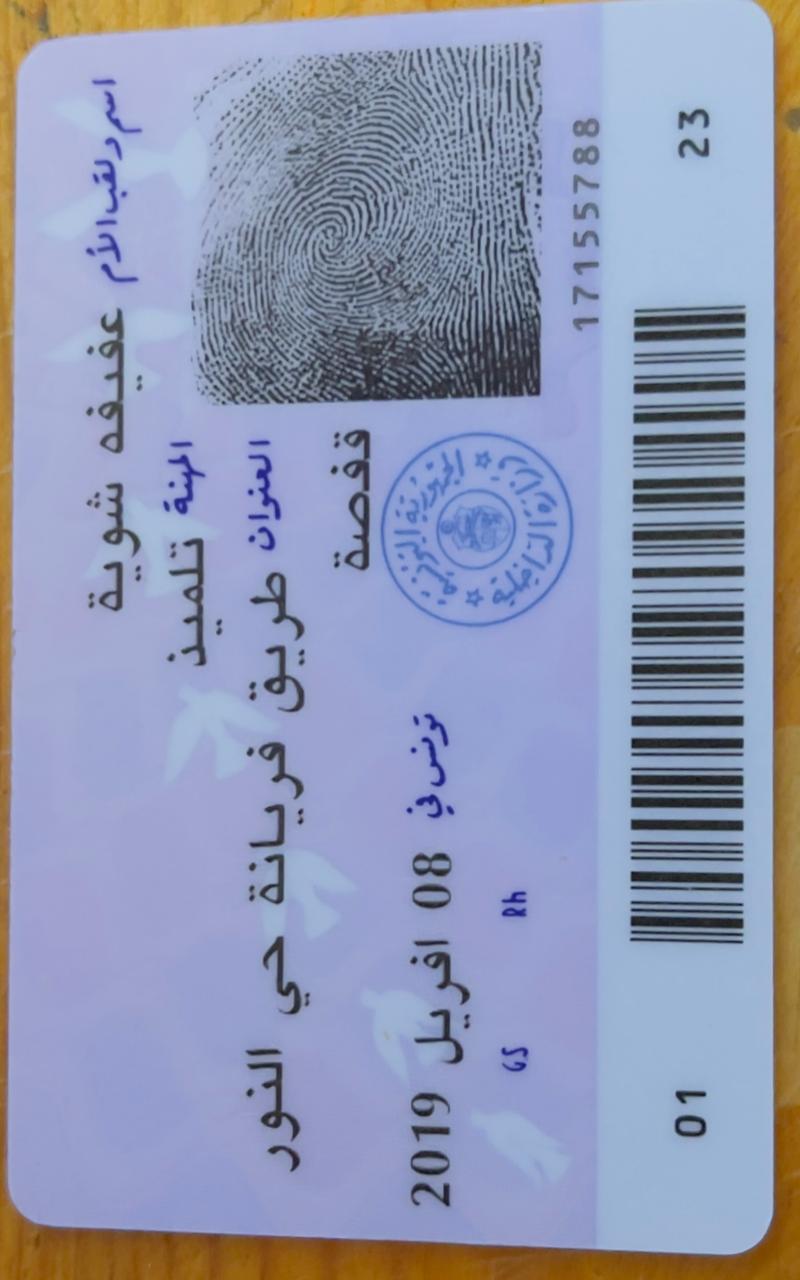 اسم ولقب الأم عفيفه شوية
المهنة تلميذ
العنوان طريق فريانة حي النور
قفصة
تونس في 08 افريل 2019
GS Rh
الجمهورية التونسية
وزارة الداخلية
17155788
01 23